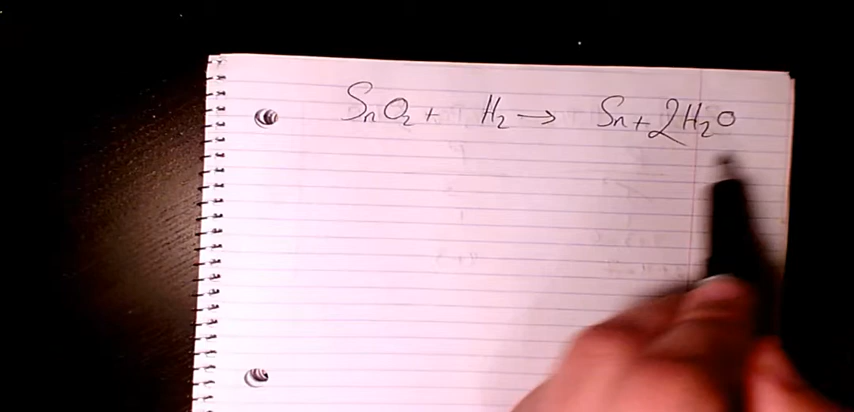 SnO₂ + H₂ → Sn + 2H₂O